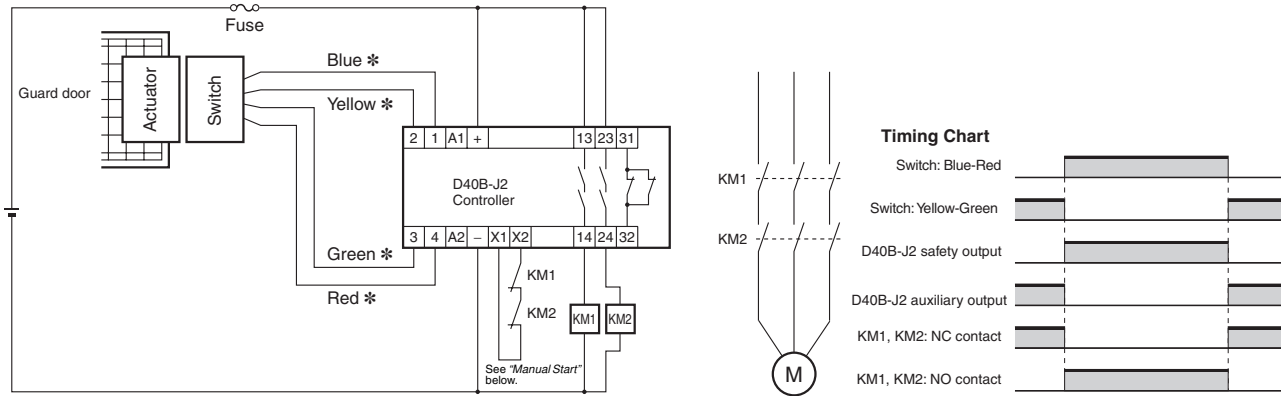 Fuse
Blue *
Yellow *
Guard door
Actuator
Switch
2 1 A1 + 13 23 31
D40B-J2
Controller
3 4 A2 – X1 X2 14 24 32
Green *
Red *
KM1
KM2
KM1 KM2
See "Manual Start"
below.
KM1
KM2
M
Timing Chart
Switch: Blue-Red
Switch: Yellow-Green
D40B-J2 safety output
D40B-J2 auxiliary output
KM1, KM2: NC contact
KM1, KM2: NO contact